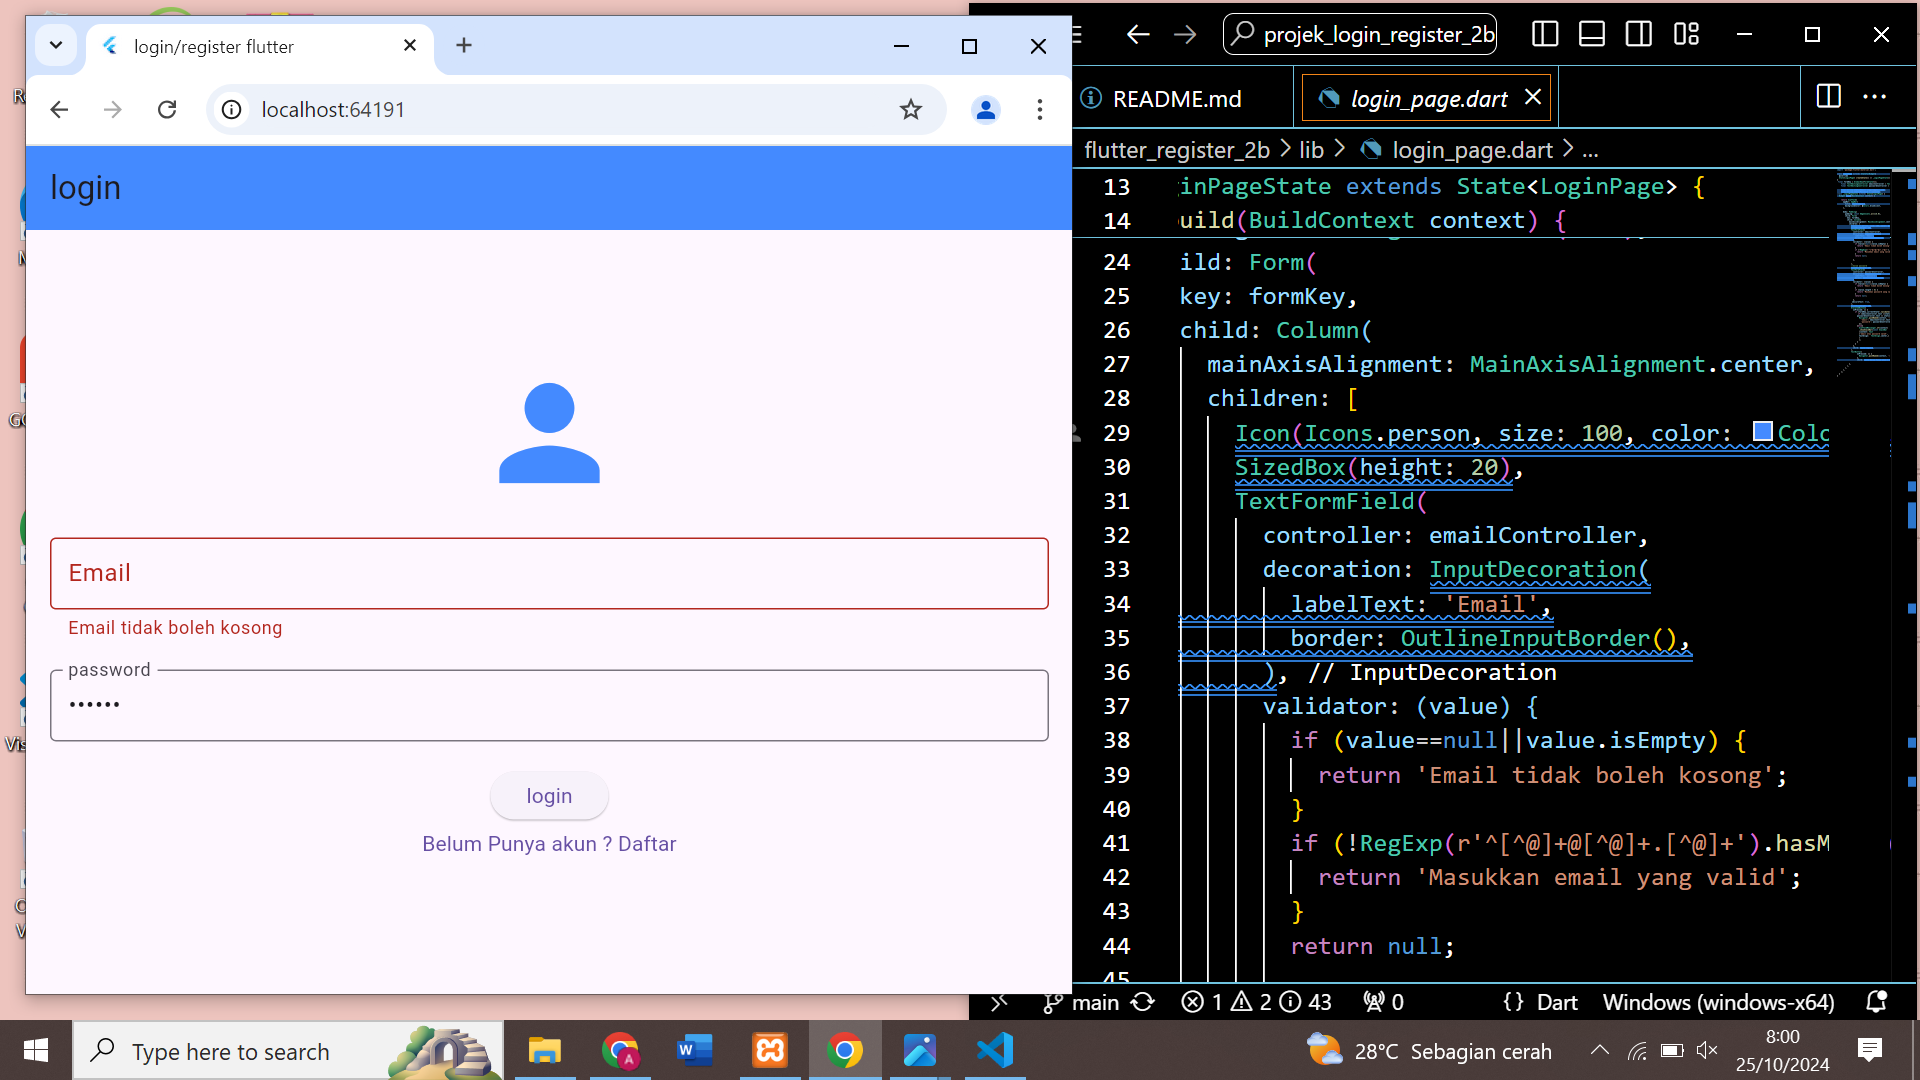 login/register flutter
localhost:64191
login
Email
Email tidak boleh kosong
password
login
Belum Punya akun ? Daftar
projek_login_register_2b
README.md
login_page.dart
flutter_register_2b > lib > login_page.dart > ...
13 inPageState extends State<LoginPage> {
14 uild(BuildContext context) {
24 ild: Form(
25 key: formKey,
26 child: Column(
27 mainAxisAlignment: MainAxisAlignment.center,
28 children: [
29 Icon(Icons.person, size: 100, color: Colo
30 SizedBox(height: 20),
31 TextFormField(
32 controller: emailController,
33 decoration: InputDecoration(
34 labelText: 'Email',
35 border: OutlineInputBorder(),
36 ), // InputDecoration
37 validator: (value) {
38 if (value==null||value.isEmpty) {
39 return 'Email tidak boleh kosong';
40 }
41 if (!RegExp(r'^[^@]+@[^@]+.[^@]+').hasM
42 return 'Masukkan email yang valid';
43 }
44 return null;
45
main 1 2 43 0 {} Dart Windows (windows-x64)
Type here to search
28°C Sebagian cerah
8:00
25/10/2024